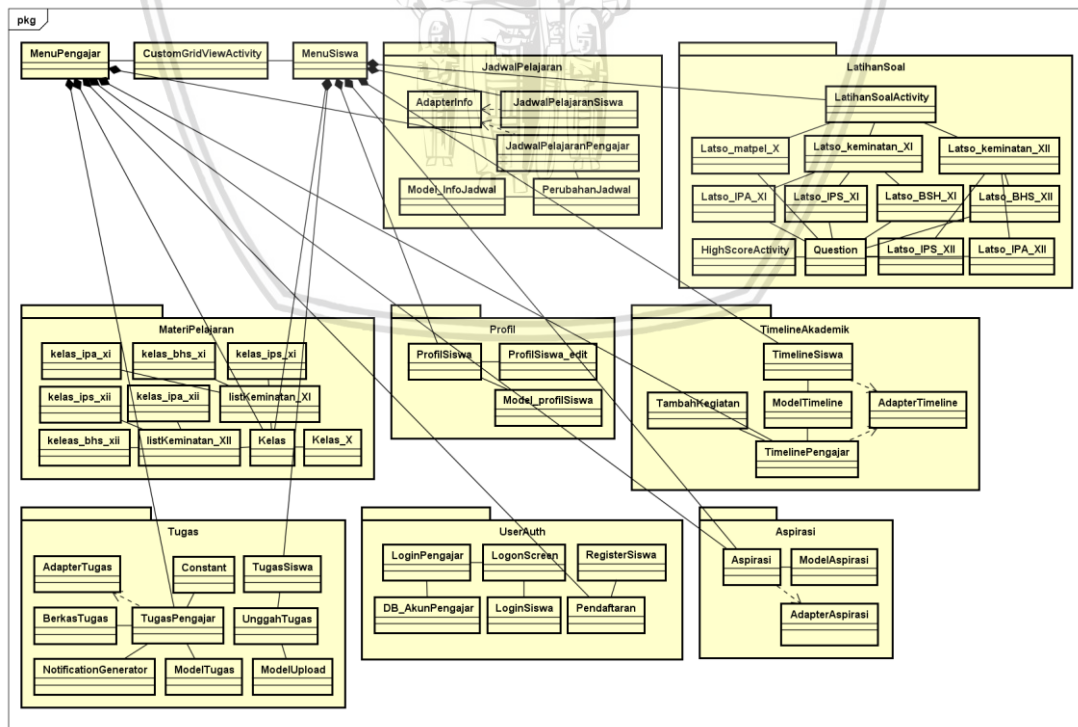 pkg
MenuPengajar
CustomGridViewActivity
MenuSiswa
JadwalPelajaran
AdapterInfo
JadwalPelajaranSiswa
JadwalPelajaranPengajar
Model_InfoJadwal
PerubahanJadwal
LatihanSoal
LatihanSoalActivity
Latso_matpel_X
Latso_keminatan_XI
Latso_keminatan_XII
Latso_IPA_XI
Latso_IPS_XI
Latso_BSH_XI
Latso_BHS_XII
HighScoreActivity
Question
Latso_IPS_XII
Latso_IPA_XII
MateriPelajaran
kelas_ipa_xi
kelas_bhs_xi
kelas_ips_xi
kelas_ips_xii
kelas_ipa_xii
listKeminatan_XI
keleas_bhs_xii
listKeminatan_XII
Kelas
Kelas_X
Profil
ProfilSiswa
ProfilSiswa_edit
Model_profilSiswa
TimelineAkademik
TimelineSiswa
TambahKegiatan
ModelTimeline
AdapterTimeline
TimelinePengajar
Tugas
AdapterTugas
Constant
TugasSiswa
BerkasTugas
TugasPengajar
UnggahTugas
NotificationGenerator
ModelTugas
ModelUpload
UserAuth
LoginPengajar
LogonScreen
RegisterSiswa
DB_AkunPengajar
LoginSiswa
Pendaftaran
Aspirasi
Aspirasi
ModelAspirasi
AdapterAspirasi